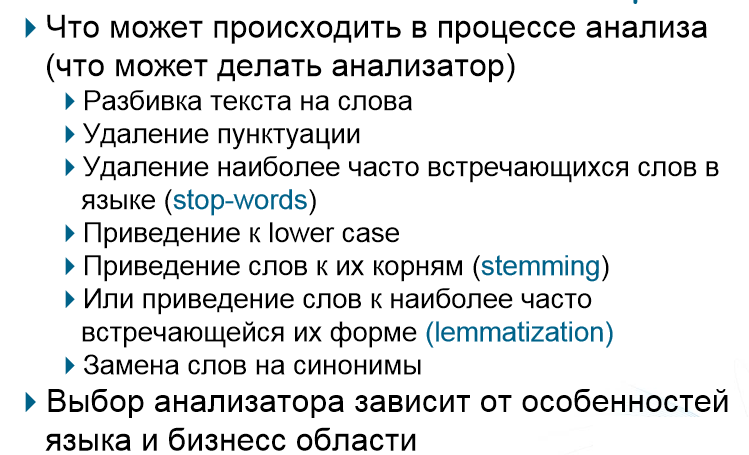 Что может происходить в процессе анализа
(что может делать анализатор)
Разбивка текста на слова
Удаление пунктуации
Удаление наиболее часто встречающихся слов в
языке (stop-words)
Приведение к lower case
Приведение слов к их корням (stemming)
Или приведение слов к наиболее часто
встречающейся их форме (lemmatization)
Замена слов на синонимы
Выбор анализатора зависит от особенностей
языка и бизнесс области